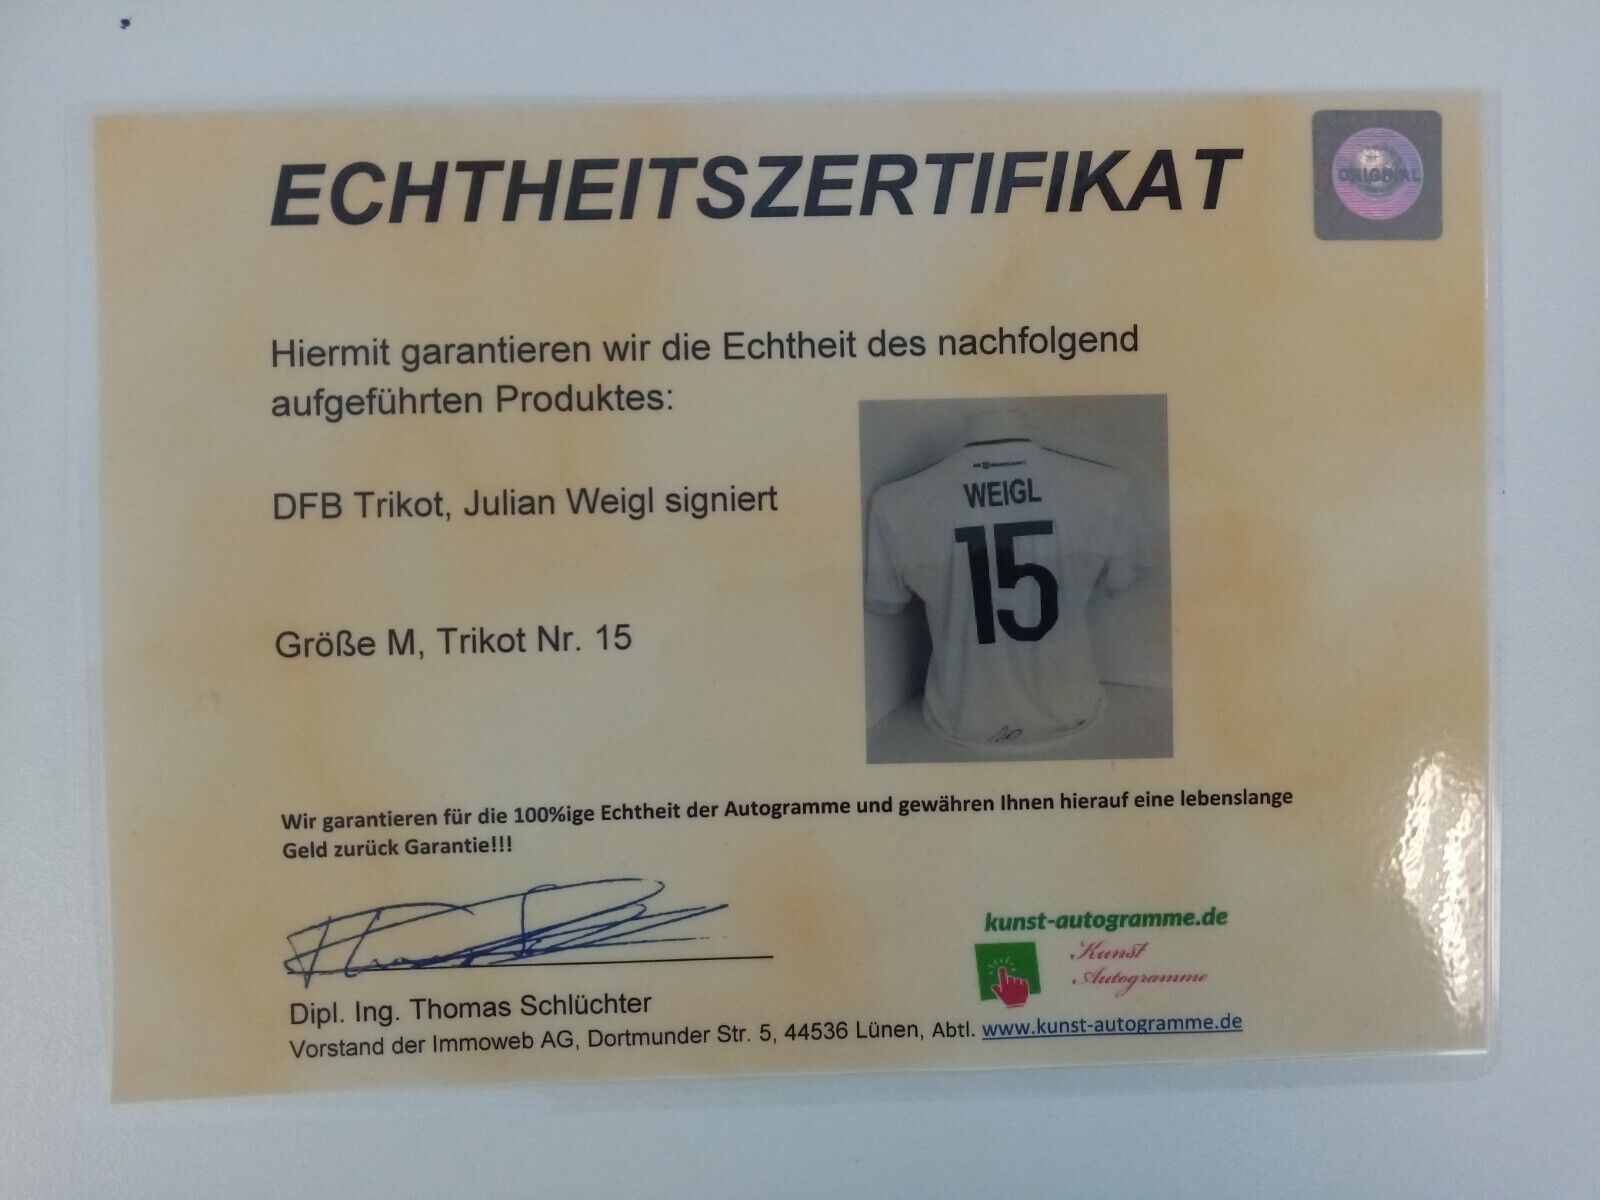 ECHTHEITSZERTIFIKAT
ORIGINAL
Hiermit garantieren wir die Echtheit des nachfolgend
aufgeführten Produktes:
DFB Trikot, Julian Weigl signiert
Größe M, Trikot Nr. 15
WEIGL
15
Wir garantieren für die 100%ige Echtheit der Autogramme und gewähren Ihnen hierauf eine lebenslange
Geld zurück Garantie!!!
Dipl. Ing. Thomas Schlüchter
Vorstand der Immoweb AG, Dortmunder Str. 5, 44536 Lünen, Abtl. www.kunst-autogramme.de
kunst-autogramme.de
Kunst
Autogramme